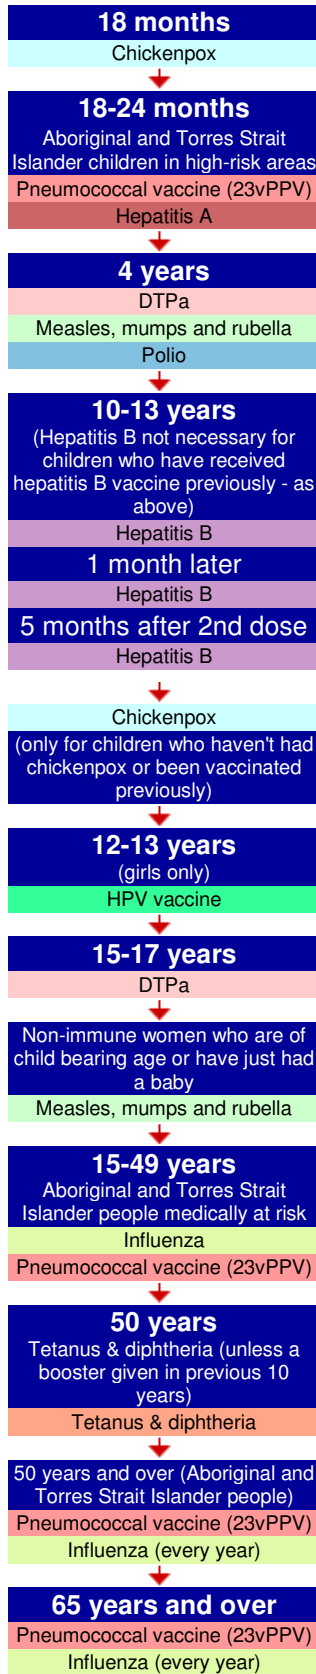 18 months
Chickenpox
18-24 months
Aboriginal and Torres Strait
Islander children in high-risk areas
Pneumococcal vaccine (23vPPV)
Hepatitis A
4 years
DTPa
Measles, mumps and rubella
Polio
10-13 years
(Hepatitis B not necessary for
children who have received
hepatitis B vaccine previously - as
above)
Hepatitis B
1 month later
Hepatitis B
5 months after 2nd dose
Hepatitis B
Chickenpox
(only for children who haven't had
chickenpox or been vaccinated
previously)
12-13 years
(girls only)
HPV vaccine
15-17 years
DTPa
Non-immune women who are of
child bearing age or have just had
a baby
Measles, mumps and rubella
15-49 years
Aboriginal and Torres Strait
Islander people medically at risk
Influenza
Pneumococcal vaccine (23vPPV)
50 years
Tetanus & diphtheria (unless a
booster given in previous 10
years)
Tetanus & diphtheria
50 years and over (Aboriginal and
Torres Strait Islander people)
Pneumococcal vaccine (23vPPV)
Influenza (every year)
65 years and over
Pneumococcal vaccine (23vPPV)
Influenza (every year)